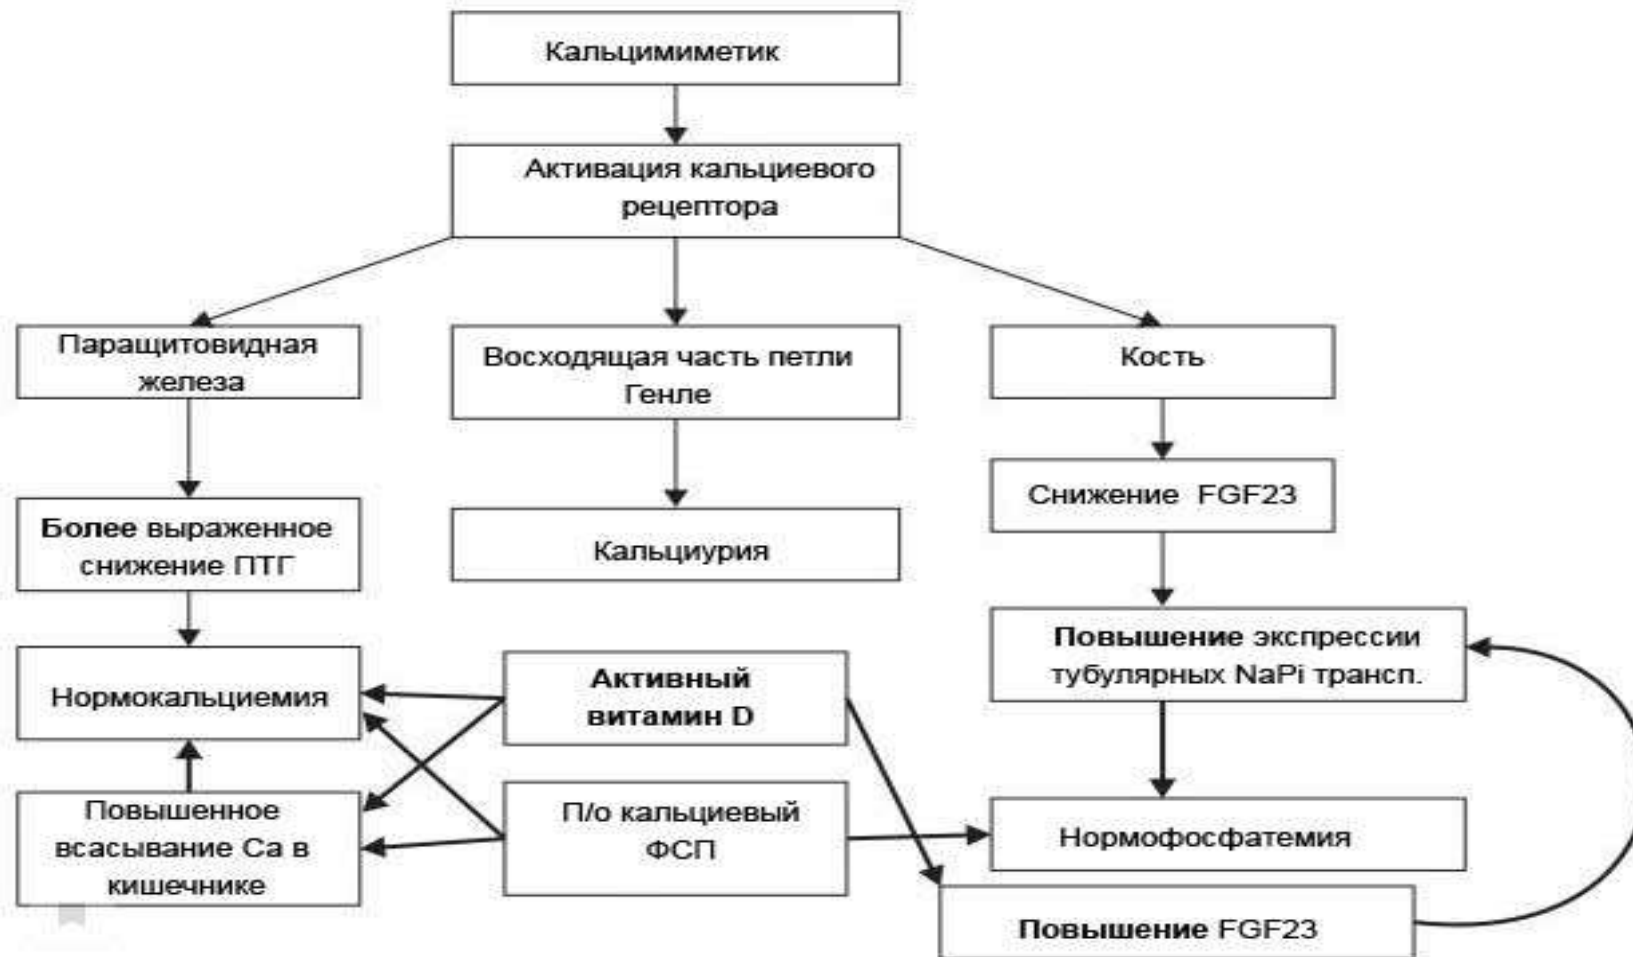 Кальцимиметик
Активация кальциевого
рецептора
Паращитовидная
железа
Восходящая часть петли
Генле
Кость
Более выраженное
снижение ПТГ
Кальциурия
Снижение FGF23
Повышение экспрессии
тубулярных NaPi трансп.
Нормокальциемия
Активный
витамин D
Повышенное
всасывание Ca в
кишечнике
П/о кальциевый
ФСП
Нормофосфатемия
Повышение FGF23